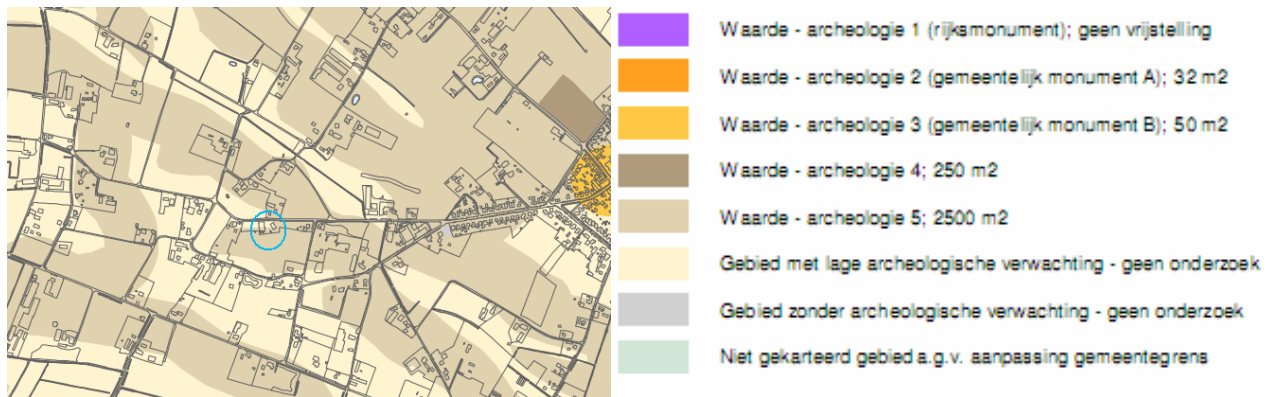 Waarde - archeologie 1 (rijksmonument); geen vrijstelling
Waarde - archeologie 2 (gemeentelijk monument A); 32 m2
Waarde - archeologie 3 (gemeentelijk monument B); 50 m2
Waarde - archeologie 4; 250 m2
Waarde - archeologie 5; 2500 m2
Gebied met lage archeologische verwachting - geen onderzoek
Gebied zonder archeologische verwachting - geen onderzoek
Niet gekarteerd gebied a.g.v. aanpassing gemeentegrens